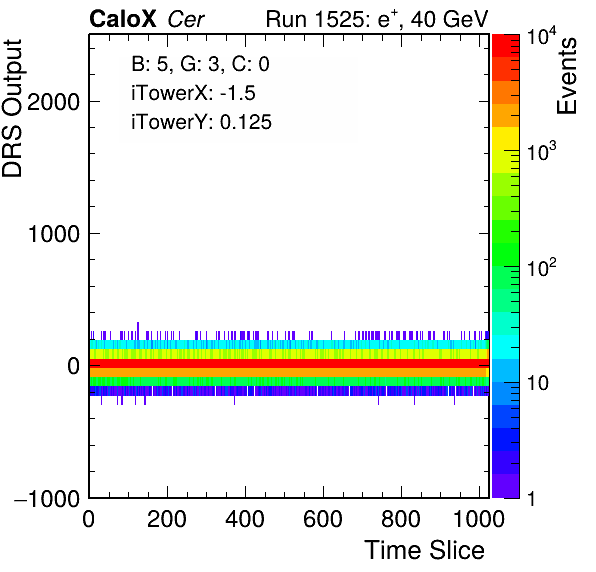 CaloX Cer Run 1525: e+, 40 GeV
B: 5, G: 3, C: 0
iTowerX: -1.5
iTowerY: 0.125
DRS Output
2000
1000
0
−1000
0 200 400 600 800 1000
Time Slice
Events
10^4
10^3
10^2
10
1